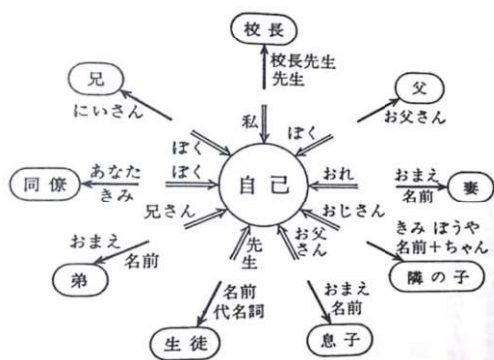 校長
校長先生
先生
私
父
お父さん
ぼく
妻
おまえ
名前
おれ
隣の子
きみ ぼうや
名前+ちゃん
おじさん
息子
おまえ
名前
お父
さん
生徒
名前
代名詞
先生
弟
おまえ
名前
兄さん
同僚
あなた
きみ
ぼく
兄
にいさん
ぼく
自己